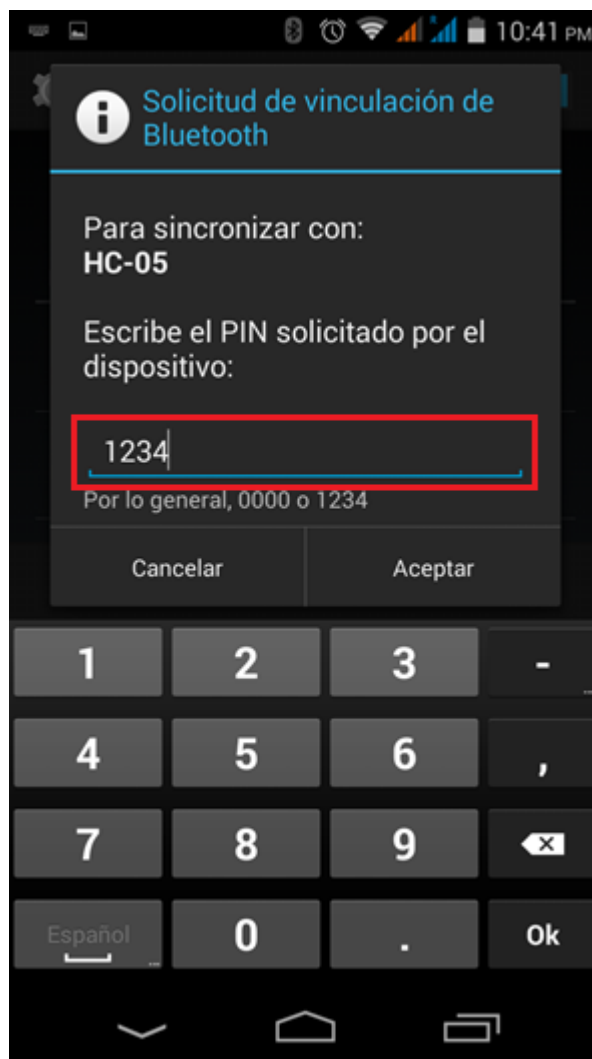 10:41 PM
Solicitud de vinculación de
Bluetooth
Para sincronizar con:
HC-05
Escribe el PIN solicitado por el
dispositivo:
1234
Por lo general, 0000 o 1234
Cancelar Aceptar
1 2 3 -
4 5 6 ,
7 8 9
Español 0 . Ok